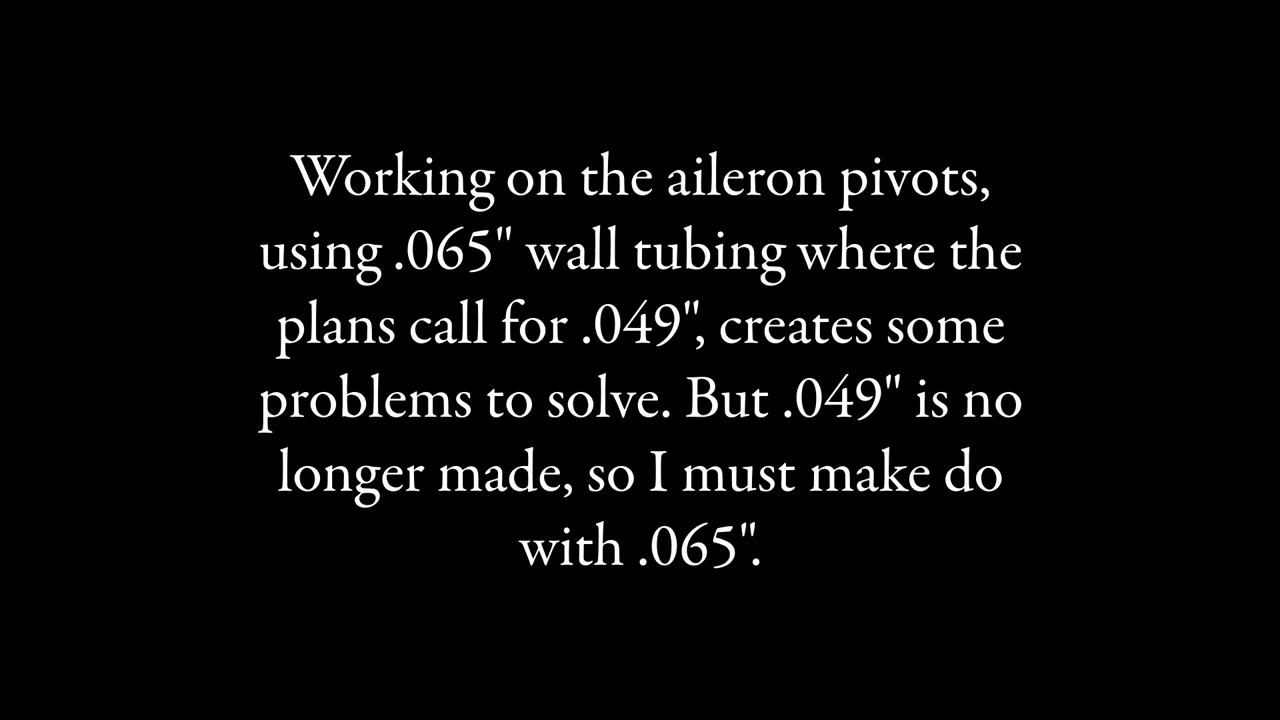 Working on the aileron pivots,
using .065" wall tubing where the
plans call for .049", creates some
problems to solve. But .049" is no
longer made, so I must make do
with .065".